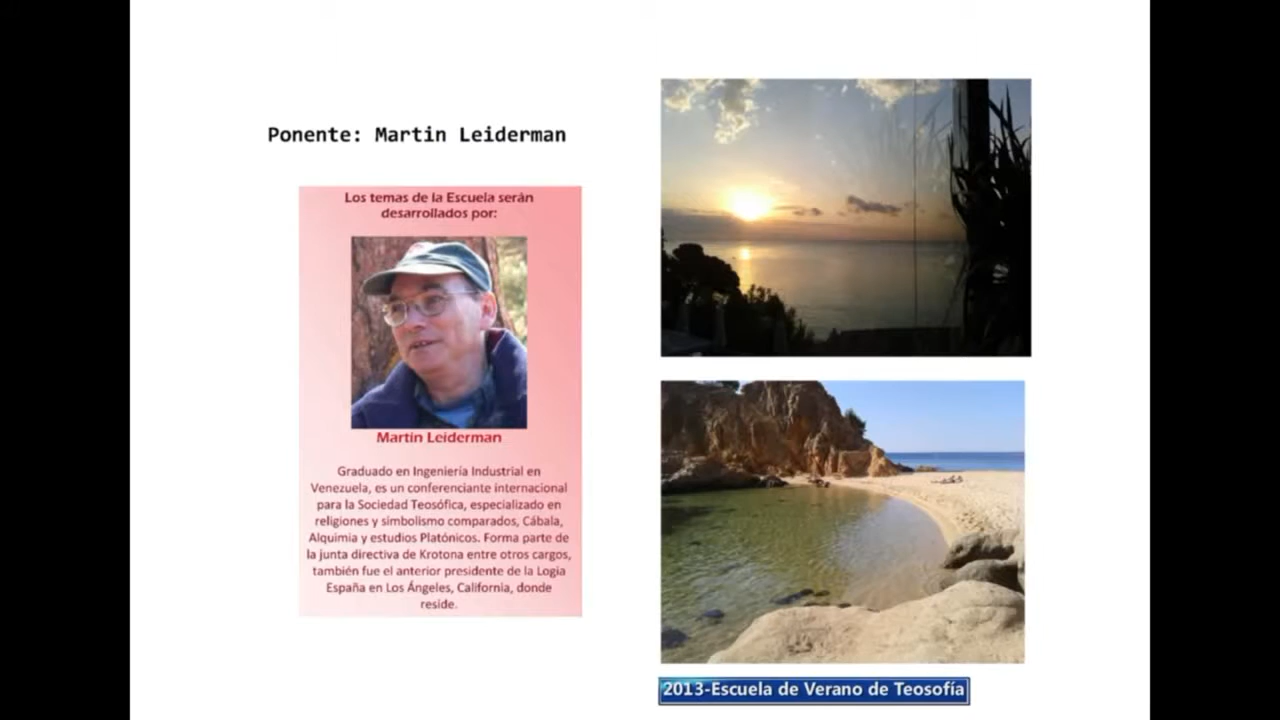 Ponente: Martin Leiderman
Los temas de la Escuela serán
desarrollados por:
Martín Leiderman
Graduado en Ingeniería Industrial en
Venezuela, es un conferenciante internacional
para la Sociedad Teosófica, especializado en
religiones y simbolismo comparados, Cábala,
Alquimia y estudios Platónicos. Forma parte de
la junta directiva de Krotona entre otros cargos,
también fue el anterior presidente de la Logia
España en Los Ángeles, California, donde
reside.
2013-Escuela de Verano de Teosofía